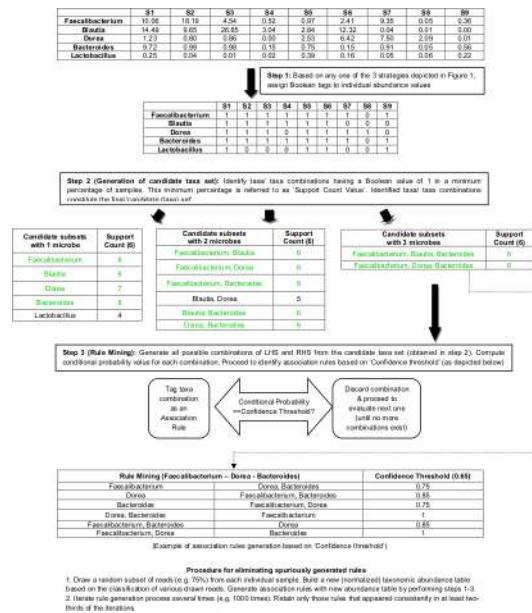 S1 S2 S3 S4 S5 S6 S7 S8 S9
Faecalibacterium 10.06 18.19 4.54 0.52 0.97 2.41 9.35 0.05 0.36
Blautia 14.49 9.65 26.85 3.04 2.84 12.32 0.04 0.01 0.00
Dorea 1.23 0.80 0.86 0.00 2.53 6.42 7.50 2.09 0.01
Bacteroides 9.72 0.99 0.98 0.15 0.75 0.15 0.91 0.05 0.56
Lactobacillus 0.25 0.04 0.01 0.02 0.39 0.16 0.05 0.06 0.22
Step 1: Based on any one of the 3 strategies depicted in Figure 1,
assign Boolean tags to individual abundance values
S1 S2 S3 S4 S5 S6 S7 S8 S9
Faecalibacterium 1 1 1 1 1 1 1 0 1
Blautia 1 1 1 1 1 1 0 0 0
Dorea 1 1 1 0 1 1 1 1 0
Bacteroides 1 1 1 1 1 1 1 0 1
Lactobacillus 1 0 0 0 1 1 0 0 1
Step 2 (Generation of candidate taxa set): Identify taxa/ taxa combinations having a Boolean value of 1 in a minimum
percentage of samples. This minimum percentage is referred to as 'Support Count Value'. Identified taxa/ taxa combinations
constitute the final 'candidate (taxa) set'
Candidate subsets with 1 microbe Support Count (6)
Faecalibacterium 8
Blautia 6
Dorea 7
Bacteroides 8
Lactobacillus 4
Candidate subsets with 2 microbes Support Count (6)
Faecalibacterium, Blautia 6
Faecalibacterium, Dorea 6
Faecalibacterium, Bacteroides 8
Blautia, Dorea 5
Blautia, Bacteroides 6
Dorea, Bacteroides 6
Candidate subsets with 3 microbes Support Count (6)
Faecalibacterium, Blautia, Bacteroides 6
Faecalibacterium, Dorea, Bacteroides 6
Step 3 (Rule Mining): Generate all possible combinations of LHS and RHS from the candidate taxa set (obtained in step 2). Compute
conditional probability value for each combination. Proceed to identify association rules based on 'Confidence threshold' (as depicted below)
Tag taxa
combination
as an
Association
Rule
Conditional Probability
>=Confidence Threshold?
Discard combination
& proceed to
evaluate next one
(until no more
combinations exist)
Rule Mining (Faecalibacterium – Dorea - Bacteroides) Confidence Threshold (0.65)
Faecalibacterium Dorea, Bacteroides 0.75
Dorea Faecalibacterium, Bacteroides 0.85
Bacteroides Faecalibacterium, Dorea 0.75
Dorea, Bacteroides Faecalibacterium 1
Faecalibacterium, Bacteroides Dorea 0.85
Faecalibacterium, Dorea Bacteroides 1
(Example of association rules generation based on 'Confidence threshold')
Procedure for eliminating spuriously generated rules
1. Draw a random subset of reads (e.g. 75%) from each individual sample. Build a new (normalized) taxonomic abundance table
based on the classification of various drawn reads. Generate association rules with new abundance table by performing steps 1-3.
2. Iterate rule generation process several times (e.g. 1000 times). Retain only those rules that appeared consistently in at least two-
thirds of the iterations.